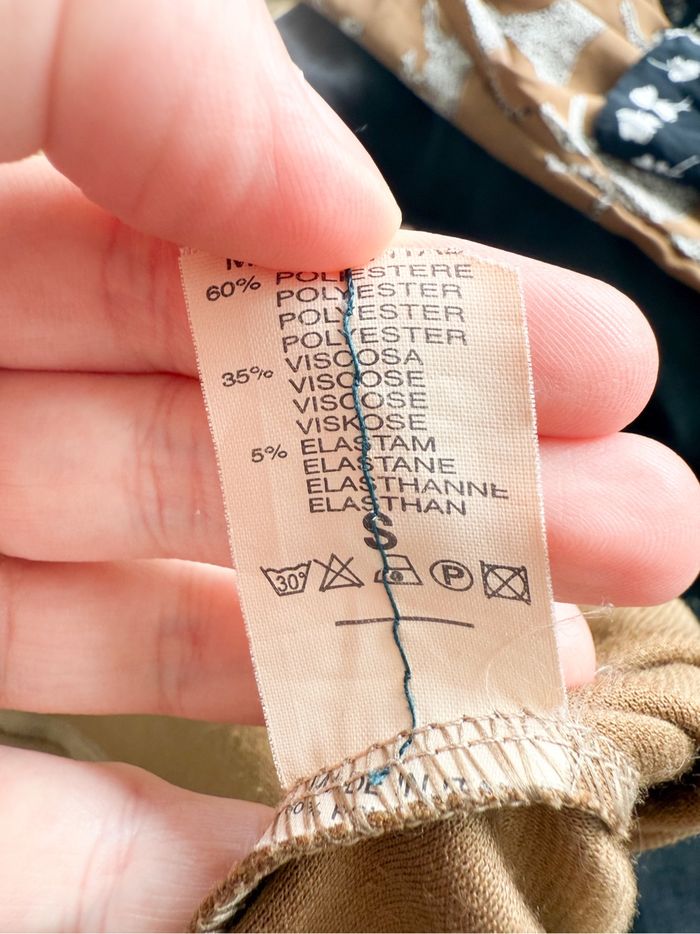 60% POLIESTERE
POLYESTER
POLYESTER
POLYESTER
35% VISCOSA
VISCOSE
VISCOSE
VISKOSE
5% ELASTAM
ELASTANE
ELASTHANNE
ELASTHAN
S
30° P